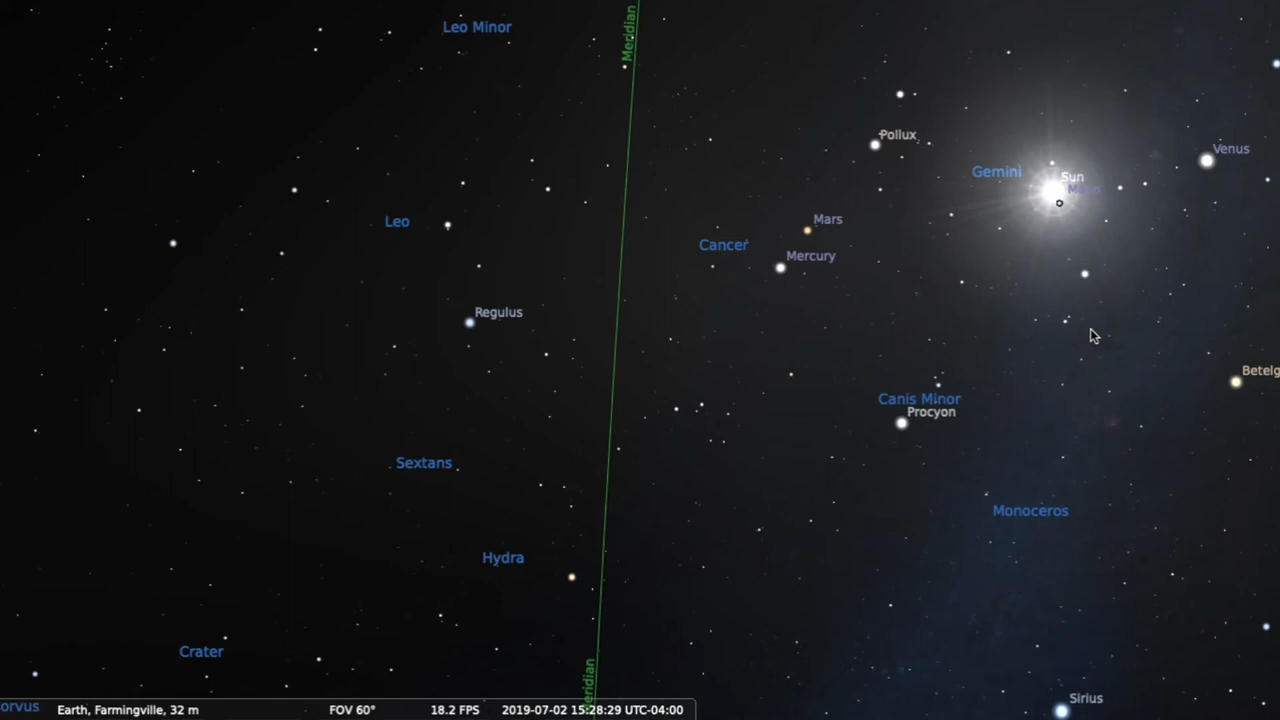 Leo Minor
Meridian
Pollux
Venus
Gemini
Sun
Moon
Mars
Leo
Cancer
Mercury
Regulus
Betelg
Canis Minor
Procyon
Sextans
Monoceros
Hydra
Crater
Meridian
Sirius
orvus
Earth, Farmingville, 32 m FOV 60° 18.2 FPS 2019-07-02 15:28:29 UTC-04:00